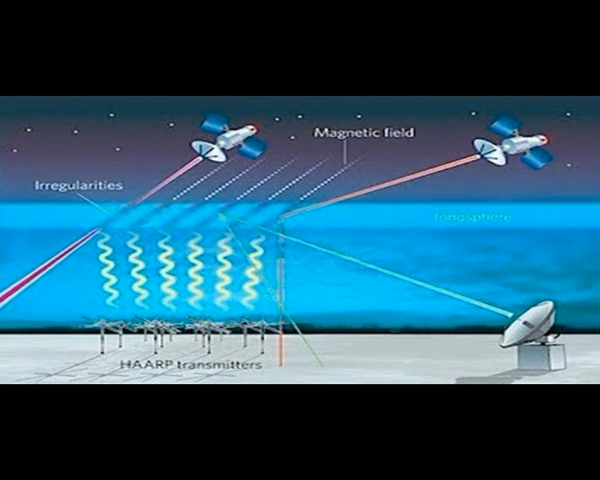 Magnetic field
Irregularities
Ionosphere
HAARP transmitters